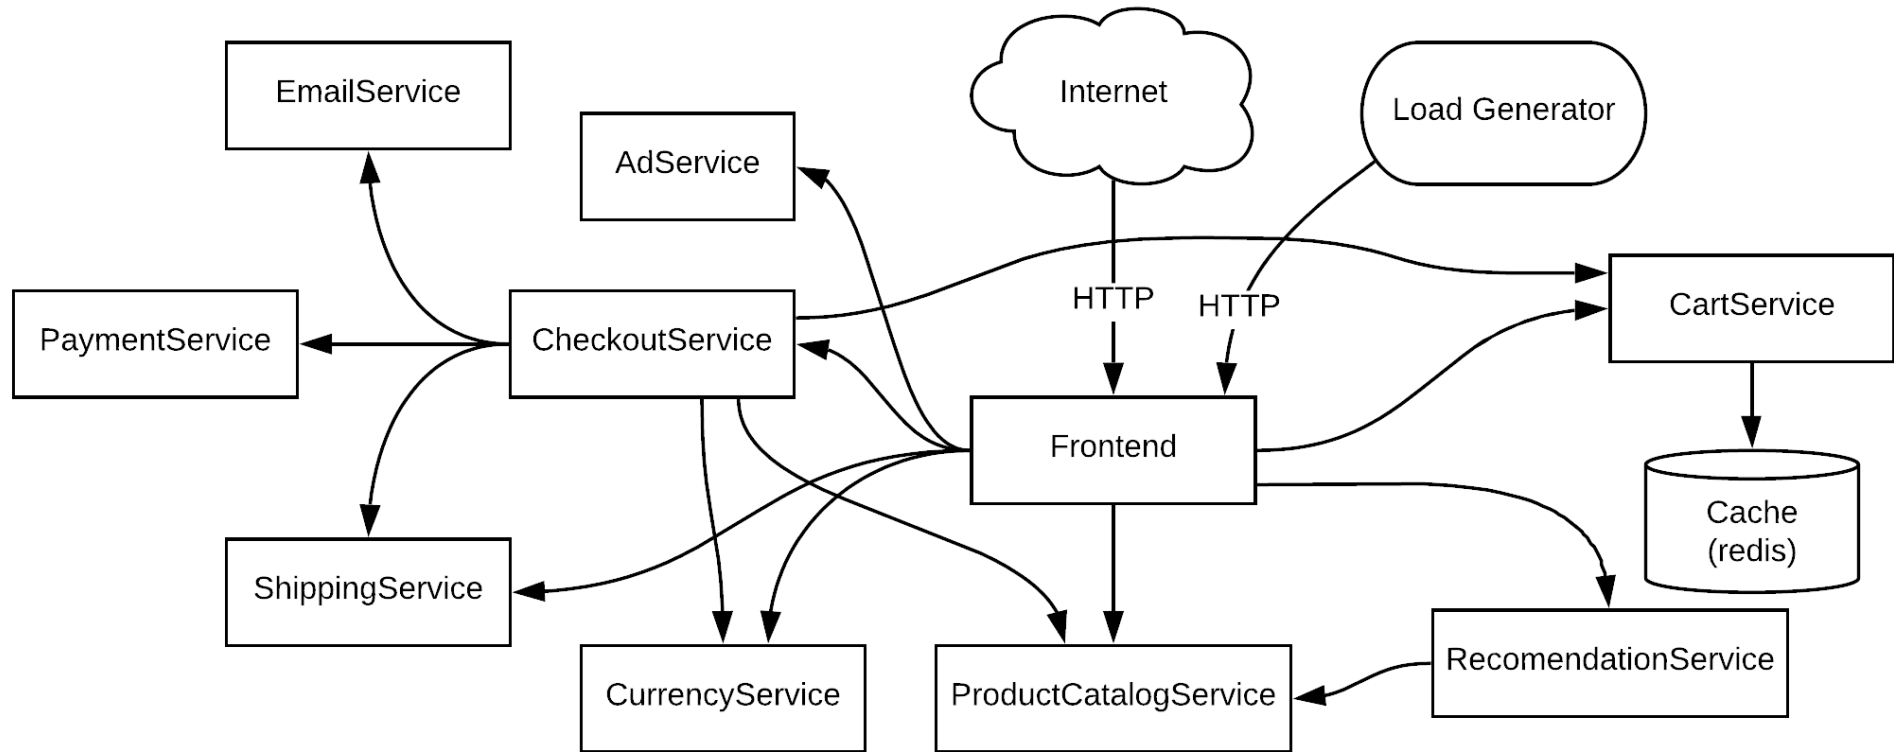 EmailService
Internet
Load Generator
AdService
HTTP
HTTP
CartService
PaymentService
CheckoutService
Frontend
Cache
(redis)
ShippingService
RecomendationService
CurrencyService
ProductCatalogService